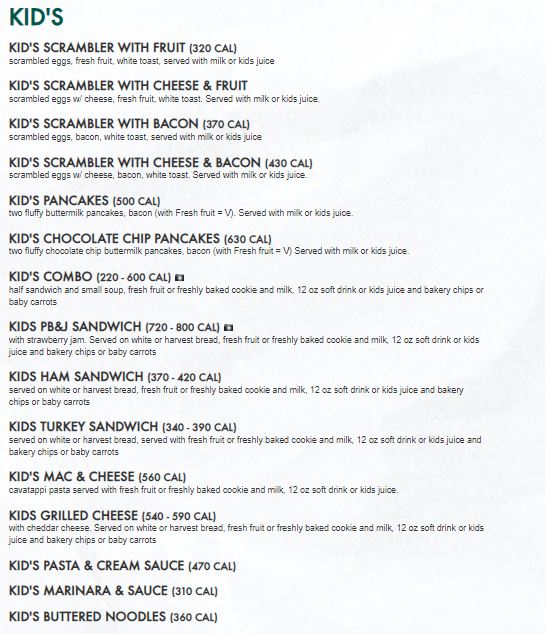 KID'S
KID'S SCRAMBLER WITH FRUIT (320 CAL)
scrambled eggs, fresh fruit, white toast, served with milk or kids juice
KID'S SCRAMBLER WITH CHEESE & FRUIT
scrambled eggs w/ cheese, fresh fruit, white toast. Served with milk or kids juice.
KID'S SCRAMBLER WITH BACON (370 CAL)
scrambled eggs, bacon, white toast, served with milk or kids juice
KID'S SCRAMBLER WITH CHEESE & BACON (430 CAL)
scrambled eggs w/ cheese, bacon, white toast. Served with milk or kids juice.
KID'S PANCAKES (500 CAL)
two fluffy buttermilk pancakes, bacon (with Fresh fruit = V). Served with milk or kids juice.
KID'S CHOCOLATE CHIP PANCAKES (630 CAL)
two fluffy chocolate chip buttermilk pancakes, bacon (with Fresh fruit = V) Served with milk or kids juice.
KID'S COMBO (220 - 600 CAL)
half sandwich and small soup, fresh fruit or freshly baked cookie and milk, 12 oz soft drink or kids juice and bakery chips or
baby carrots
KIDS PB&J SANDWICH (720 - 800 CAL)
with strawberry jam. Served on white or harvest bread, fresh fruit or freshly baked cookie and milk, 12 oz soft drink or kids
juice and bakery chips or baby carrots
KIDS HAM SANDWICH (370 - 420 CAL)
served on white or harvest bread, fresh fruit or freshly baked cookie and milk, 12 oz soft drink or kids juice and bakery
chips or baby carrots
KIDS TURKEY SANDWICH (340 - 390 CAL)
served on white or harvest bread, served with fresh fruit or freshly baked cookie and milk, 12 oz soft drink or kids juice and
bakery chips or baby carrots
KID'S MAC & CHEESE (560 CAL)
cavatappi pasta served with fresh fruit or freshly baked cookie and milk, 12 oz soft drink or kids juice.
KIDS GRILLED CHEESE (540 - 590 CAL)
with cheddar cheese. Served on white or harvest bread, fresh fruit or freshly baked cookie and milk, 12 oz soft drink or kids
juice and bakery chips or baby carrots
KID'S PASTA & CREAM SAUCE (470 CAL)
KID'S MARINARA & SAUCE (310 CAL)
KID'S BUTTERED NOODLES (360 CAL)